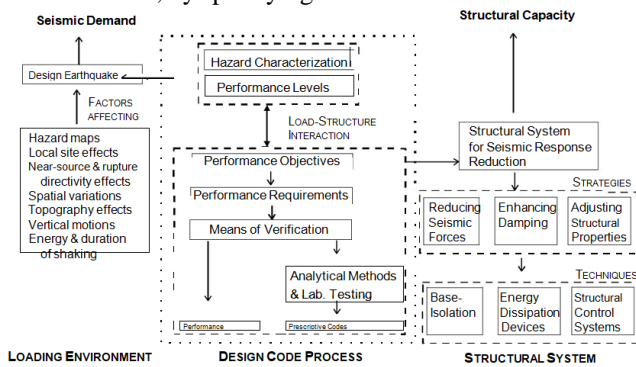 Seismic Demand
Design Earthquake
FACTORS
AFFECTING
Hazard maps
Local site effects
Near-source & rupture
directivity effects
Spatial variations
Topography effects
Vertical motions
Energy & duration
of shaking
LOADING ENVIRONMENT
Hazard Characterization
Performance Levels
LOAD-STRUCTURE
INTERACTION
Performance Objectives
Performance Requirements
Means of Verification
Analytical Methods
& Lab. Testing
Performance
Prescriptive Codes
DESIGN CODE PROCESS
Structural Capacity
Structural System
for Seismic Response
Reduction
STRATEGIES
Reducing
Seismic
Forces
Enhancing
Damping
Adjusting
Structural
Properties
TECHNIQUES
Base-
Isolation
Energy
Dissipation
Devices
Structural
Control
Systems
STRUCTURAL SYSTEM